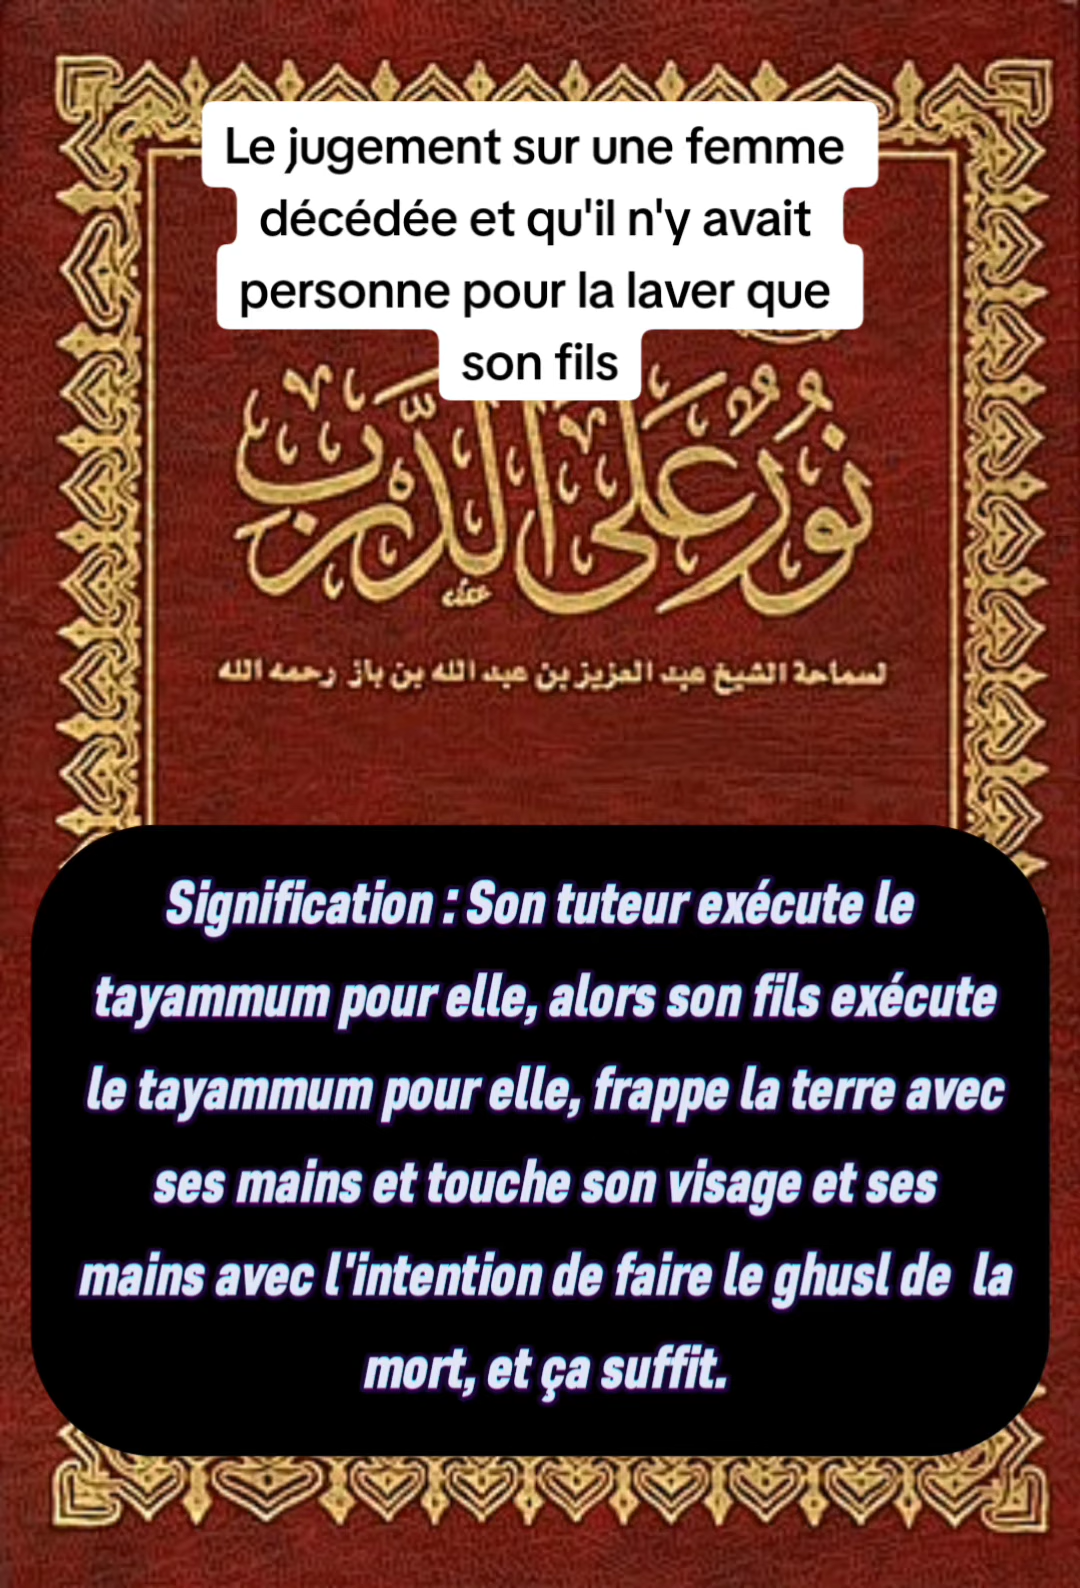 Le jugement sur une femme
décédée et qu'il n'y avait
personne pour la laver que
son fils
نُورٌ عَلَى الدَّرْبِ
لسماحة الشيخ عبد العزيز بن عبد الله بن باز رحمه الله
Signification : Son tuteur exécute le
tayammum pour elle, alors son fils exécute
le tayammum pour elle, frappe la terre avec
ses mains et touche son visage et ses
mains avec l'intention de faire le ghusl de la
mort, et ça suffit.